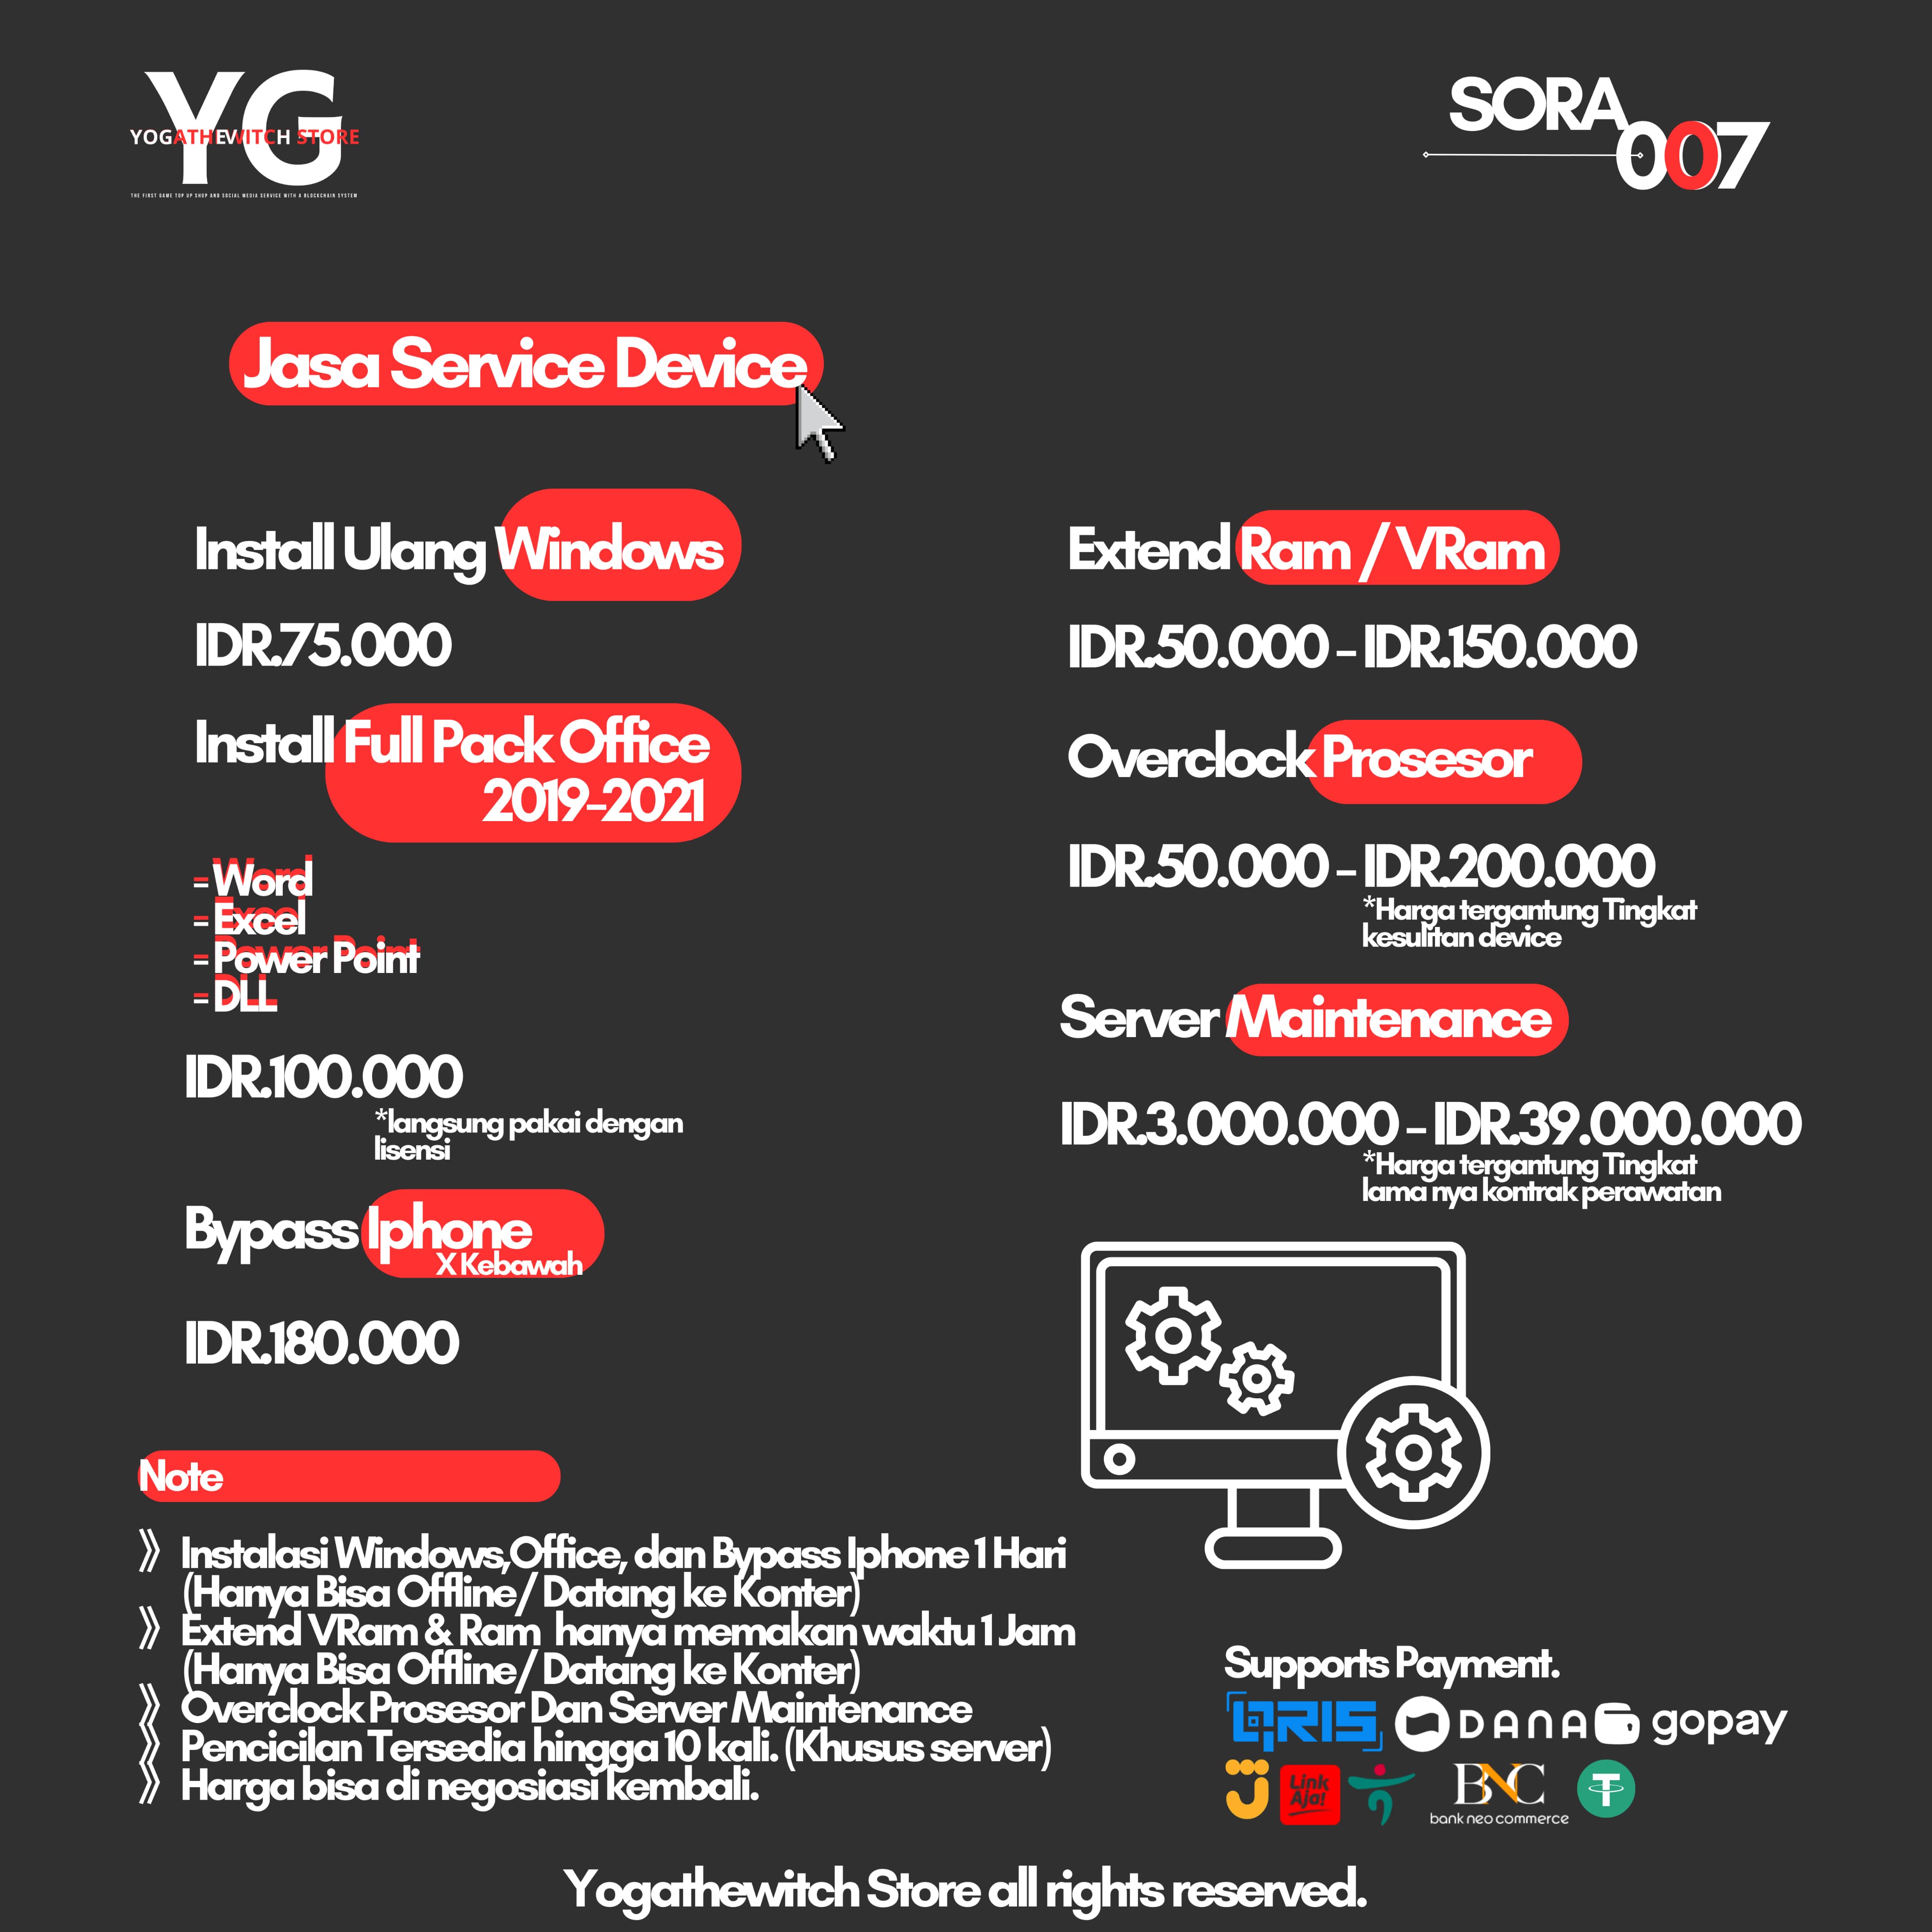 YG
YOGATHEWITCH STORE
THE FIRST GAME TOP UP SHOP AND SOCIAL MEDIA SERVICE WITH A BLOCKCHAIN SYSTEM
SORA
007
Jasa Service Device
Install Ulang Windows
IDR.75.000
Install Full Pack Office
2019-2021
- Word
- Excel
- Power Point
- DLL
IDR.100.000
*langsung pakai dengan
lisensi
Bypass Iphone
X Kebawah
IDR.180.000
Extend Ram / VRam
IDR.50.000 - IDR.150.000
Overclock Prosesor
IDR.50.000 - IDR.200.000
*Harga tergantung Tingkat
kesulitan device
Server Maintenance
IDR.3.000.000 - IDR.39.000.000
*Harga tergantung Tingkat
lama nya kontrak perawatan
Note
》 Instalasi Windows,Office, dan Bypass Iphone 1 Hari
(Hanya Bisa Offline / Datang ke Konter)
》 Extend VRam & Ram hanya memakan waktu 1 Jam
(Hanya Bisa Offline / Datang ke Konter)
》 Overclock Prosesor Dan Server Maintenance
》 Pencicilan Tersedia hingga 10 kali. (Khusus server)
》 Harga bisa di negosiasi kembali.
Supports Payment.
QRIS DANA gopay
Link
Aja!
BNC
bank neo commerce
Yogathewitch Store all rights reserved.